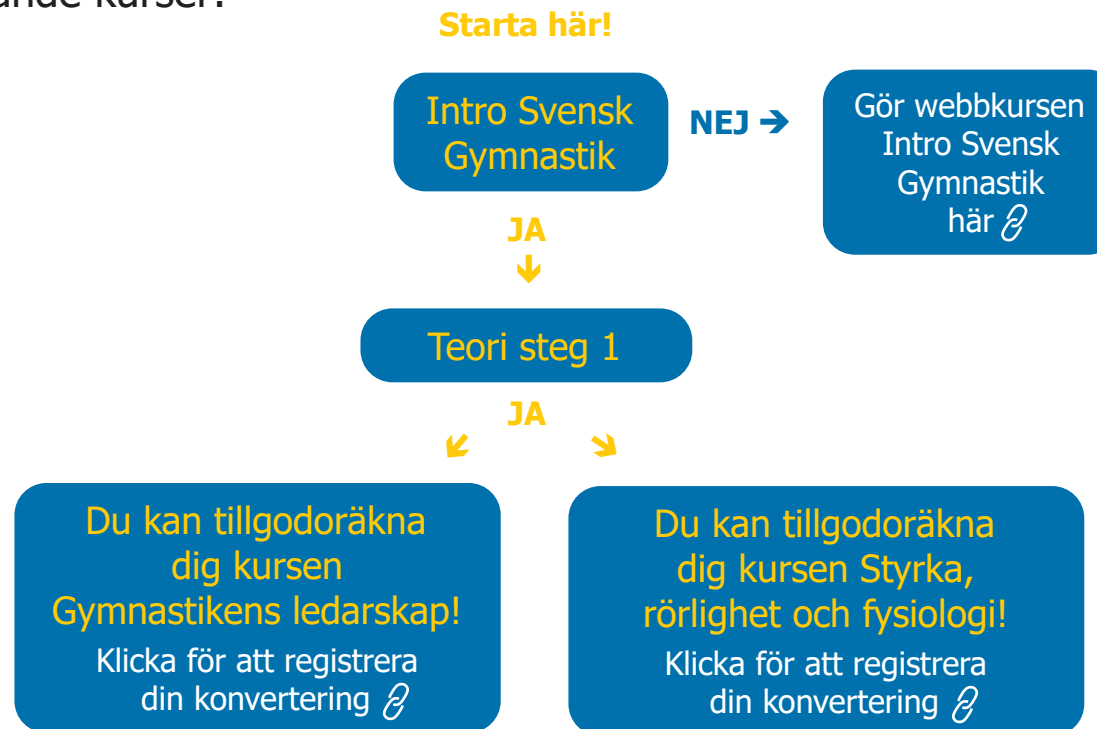 kurser?
Starta här!
Intro Svensk
Gymnastik
NEJ →
Gör webbkursen
Intro Svensk
Gymnastik
här
JA
Teori steg 1
JA
Du kan tillgodoräkna
dig kursen
Gymnastikens ledarskap!
Klicka för att registrera
din konvertering
Du kan tillgodoräkna
dig kursen Styrka,
rörlighet och fysiologi!
Klicka för att registrera
din konvertering